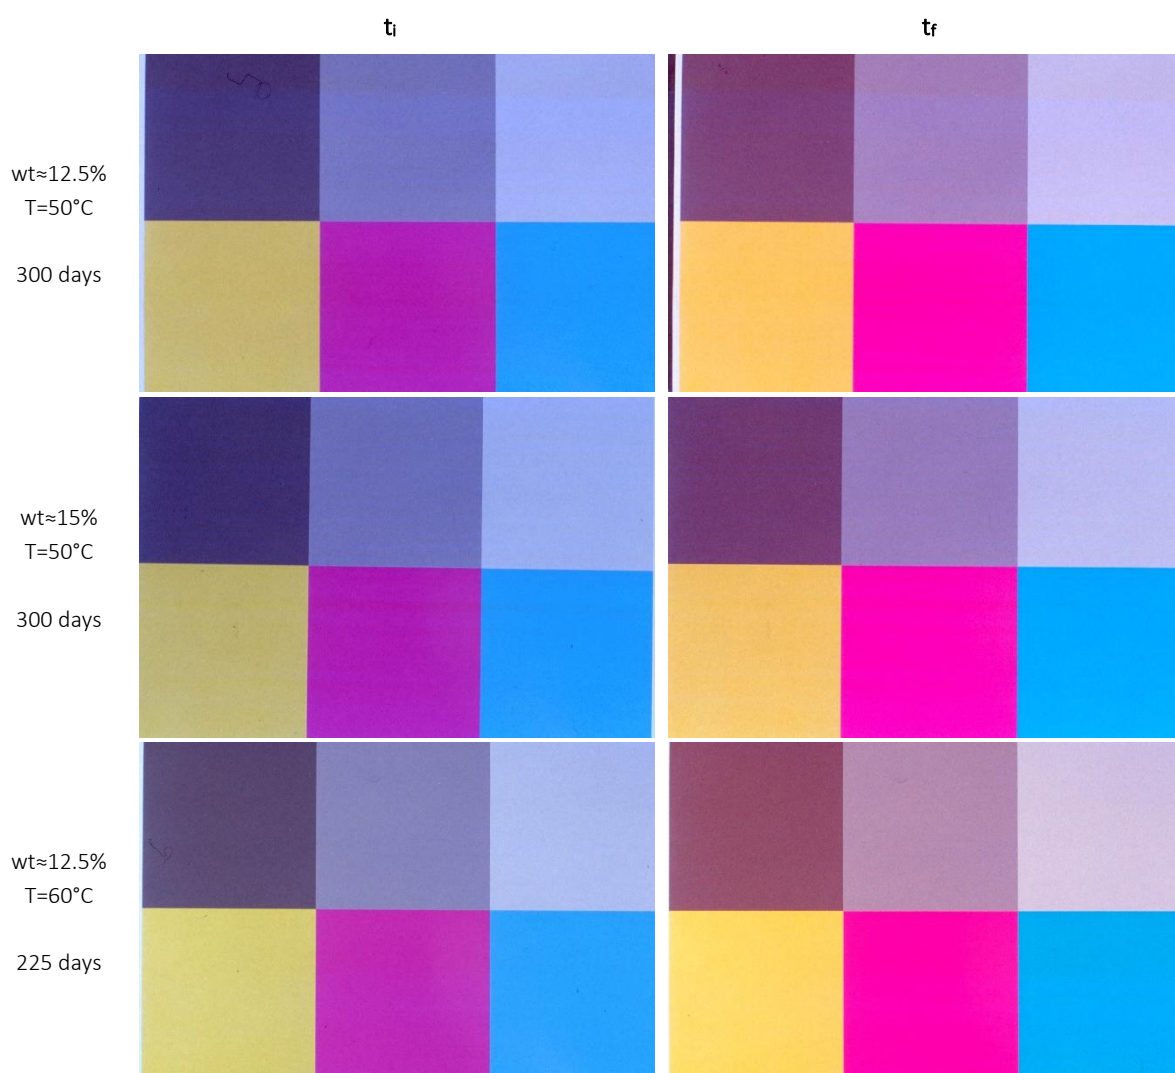 tᵢ
t_f
wt≈12.5%
T=50°C
300 days
wt≈15%
T=50°C
300 days
wt≈12.5%
T=60°C
225 days